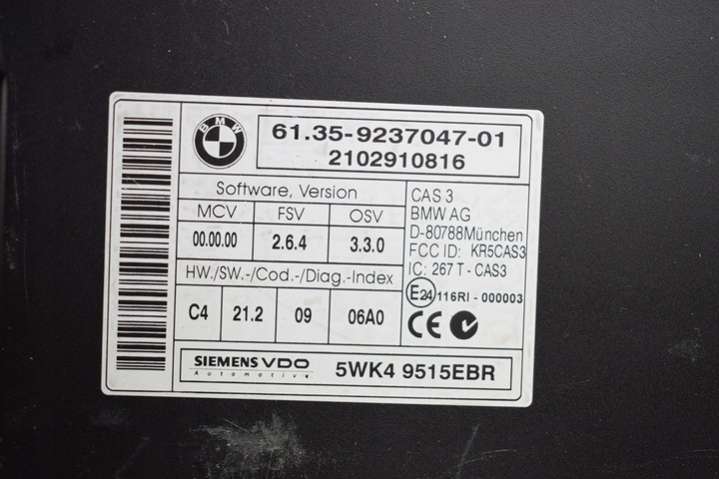 BMW
61.35-9237047-01
2102910816
Software, Version
MCV FSV OSV
00.00.00 2.6.4 3.3.0
HW./SW.-/Cod.-/Diag.-Index
C4 21.2 09 06A0
CAS 3
BMW AG
D-80788München
FCC ID: KR5CAS3
IC: 267 T - CAS3
E24 116RI - 000003
CE
SIEMENS VDO
Automotive
5WK4 9515EBR